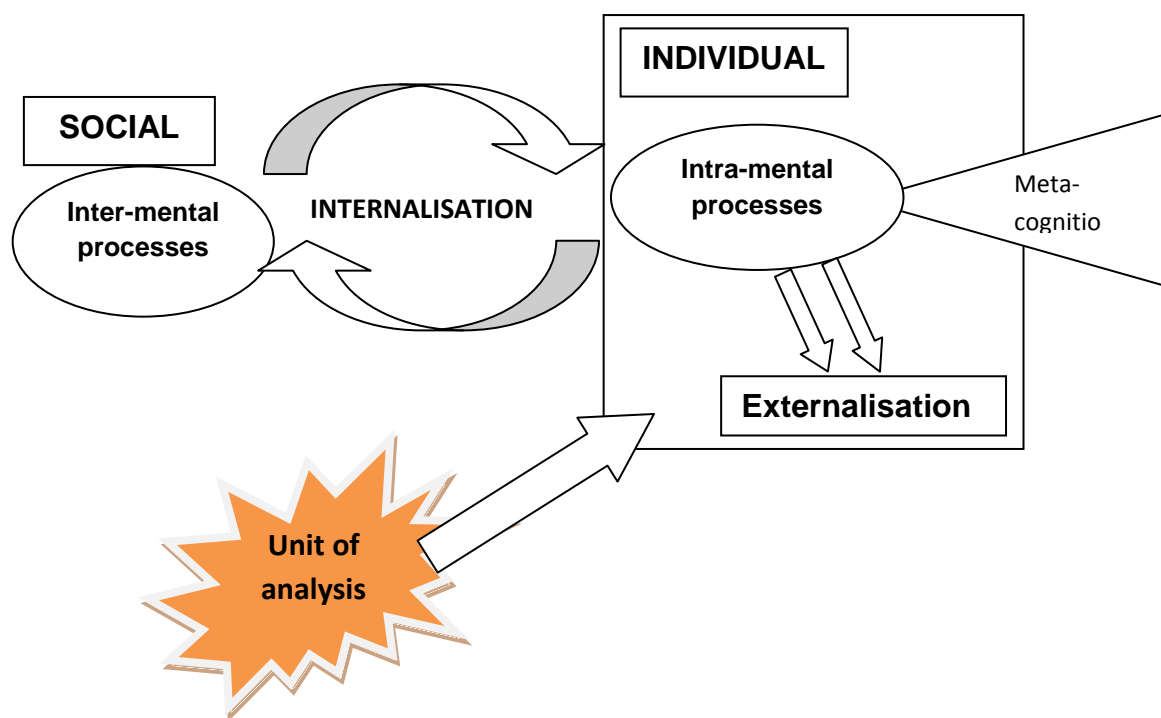 SOCIAL
Inter-mental
processes
INTERNALISATION
INDIVIDUAL
Intra-mental
processes
Meta-
cognitio
Externalisation
Unit of
analysis